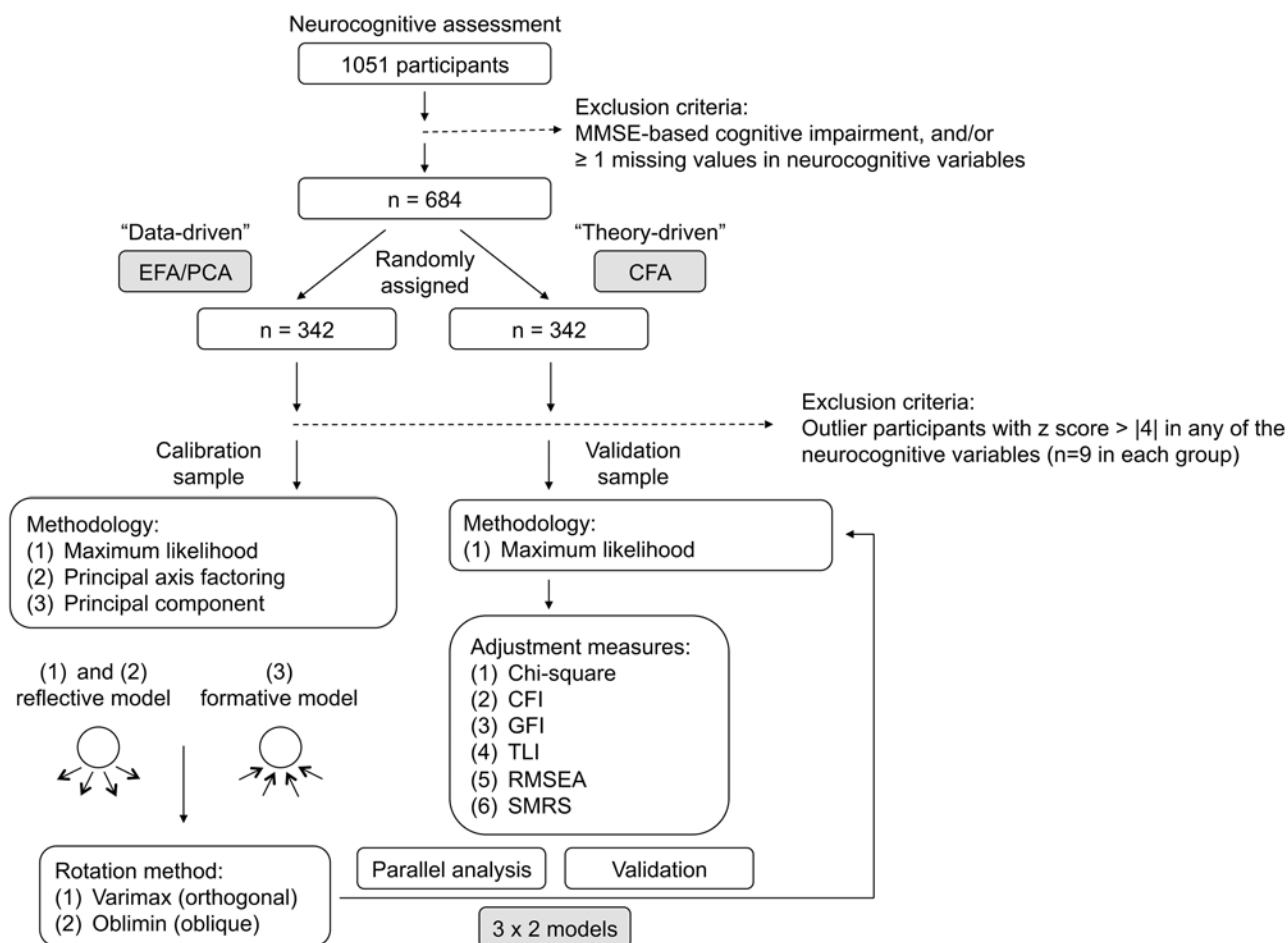 Neurocognitive assessment
1051 participants
Exclusion criteria:
MMSE-based cognitive impairment, and/or
≥ 1 missing values in neurocognitive variables
n = 684
“Data-driven”
“Theory-driven”
EFA/PCA
Randomly
assigned
CFA
n = 342
n = 342
Exclusion criteria:
Outlier participants with z score > |4| in any of the
neurocognitive variables (n=9 in each group)
Calibration
sample
Validation
sample
Methodology:
(1) Maximum likelihood
(2) Principal axis factoring
(3) Principal component
Methodology:
(1) Maximum likelihood
(1) and (2)
reflective model
(3)
formative model
Adjustment measures:
(1) Chi-square
(2) CFI
(3) GFI
(4) TLI
(5) RMSEA
(6) SMRS
Rotation method:
(1) Varimax (orthogonal)
(2) Oblimin (oblique)
Parallel analysis
Validation
3 x 2 models